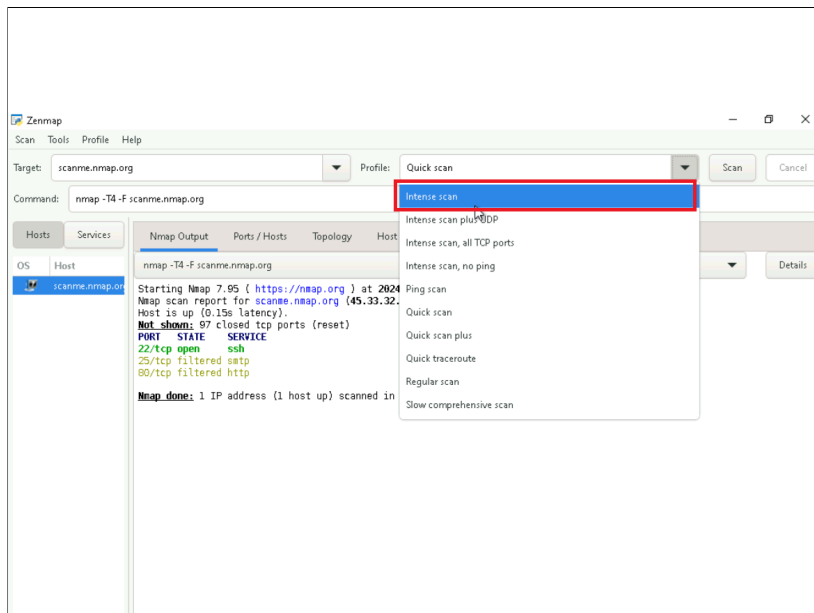 Zenmap
Scan Tools Profile Help
Target: scanme.nmap.org Profile: Quick scan Scan Cancel
Command: nmap -T4 -F scanme.nmap.org
Intense scan
Intense scan plus UDP
Intense scan, all TCP ports
Intense scan, no ping
Ping scan
Quick scan
Quick scan plus
Quick traceroute
Regular scan
Slow comprehensive scan
Hosts Services
OS Host
scanme.nmap.or
Nmap Output Ports / Hosts Topology Host
nmap -T4 -F scanme.nmap.org Details
Starting Nmap 7.95 ( https://nmap.org ) at 2024
Nmap scan report for scanme.nmap.org (45.33.32.
Host is up (0.15s latency).
Not shown: 97 closed tcp ports (reset)
PORT STATE SERVICE
22/tcp open ssh
25/tcp filtered smtp
80/tcp filtered http
Nmap done: 1 IP address (1 host up) scanned in